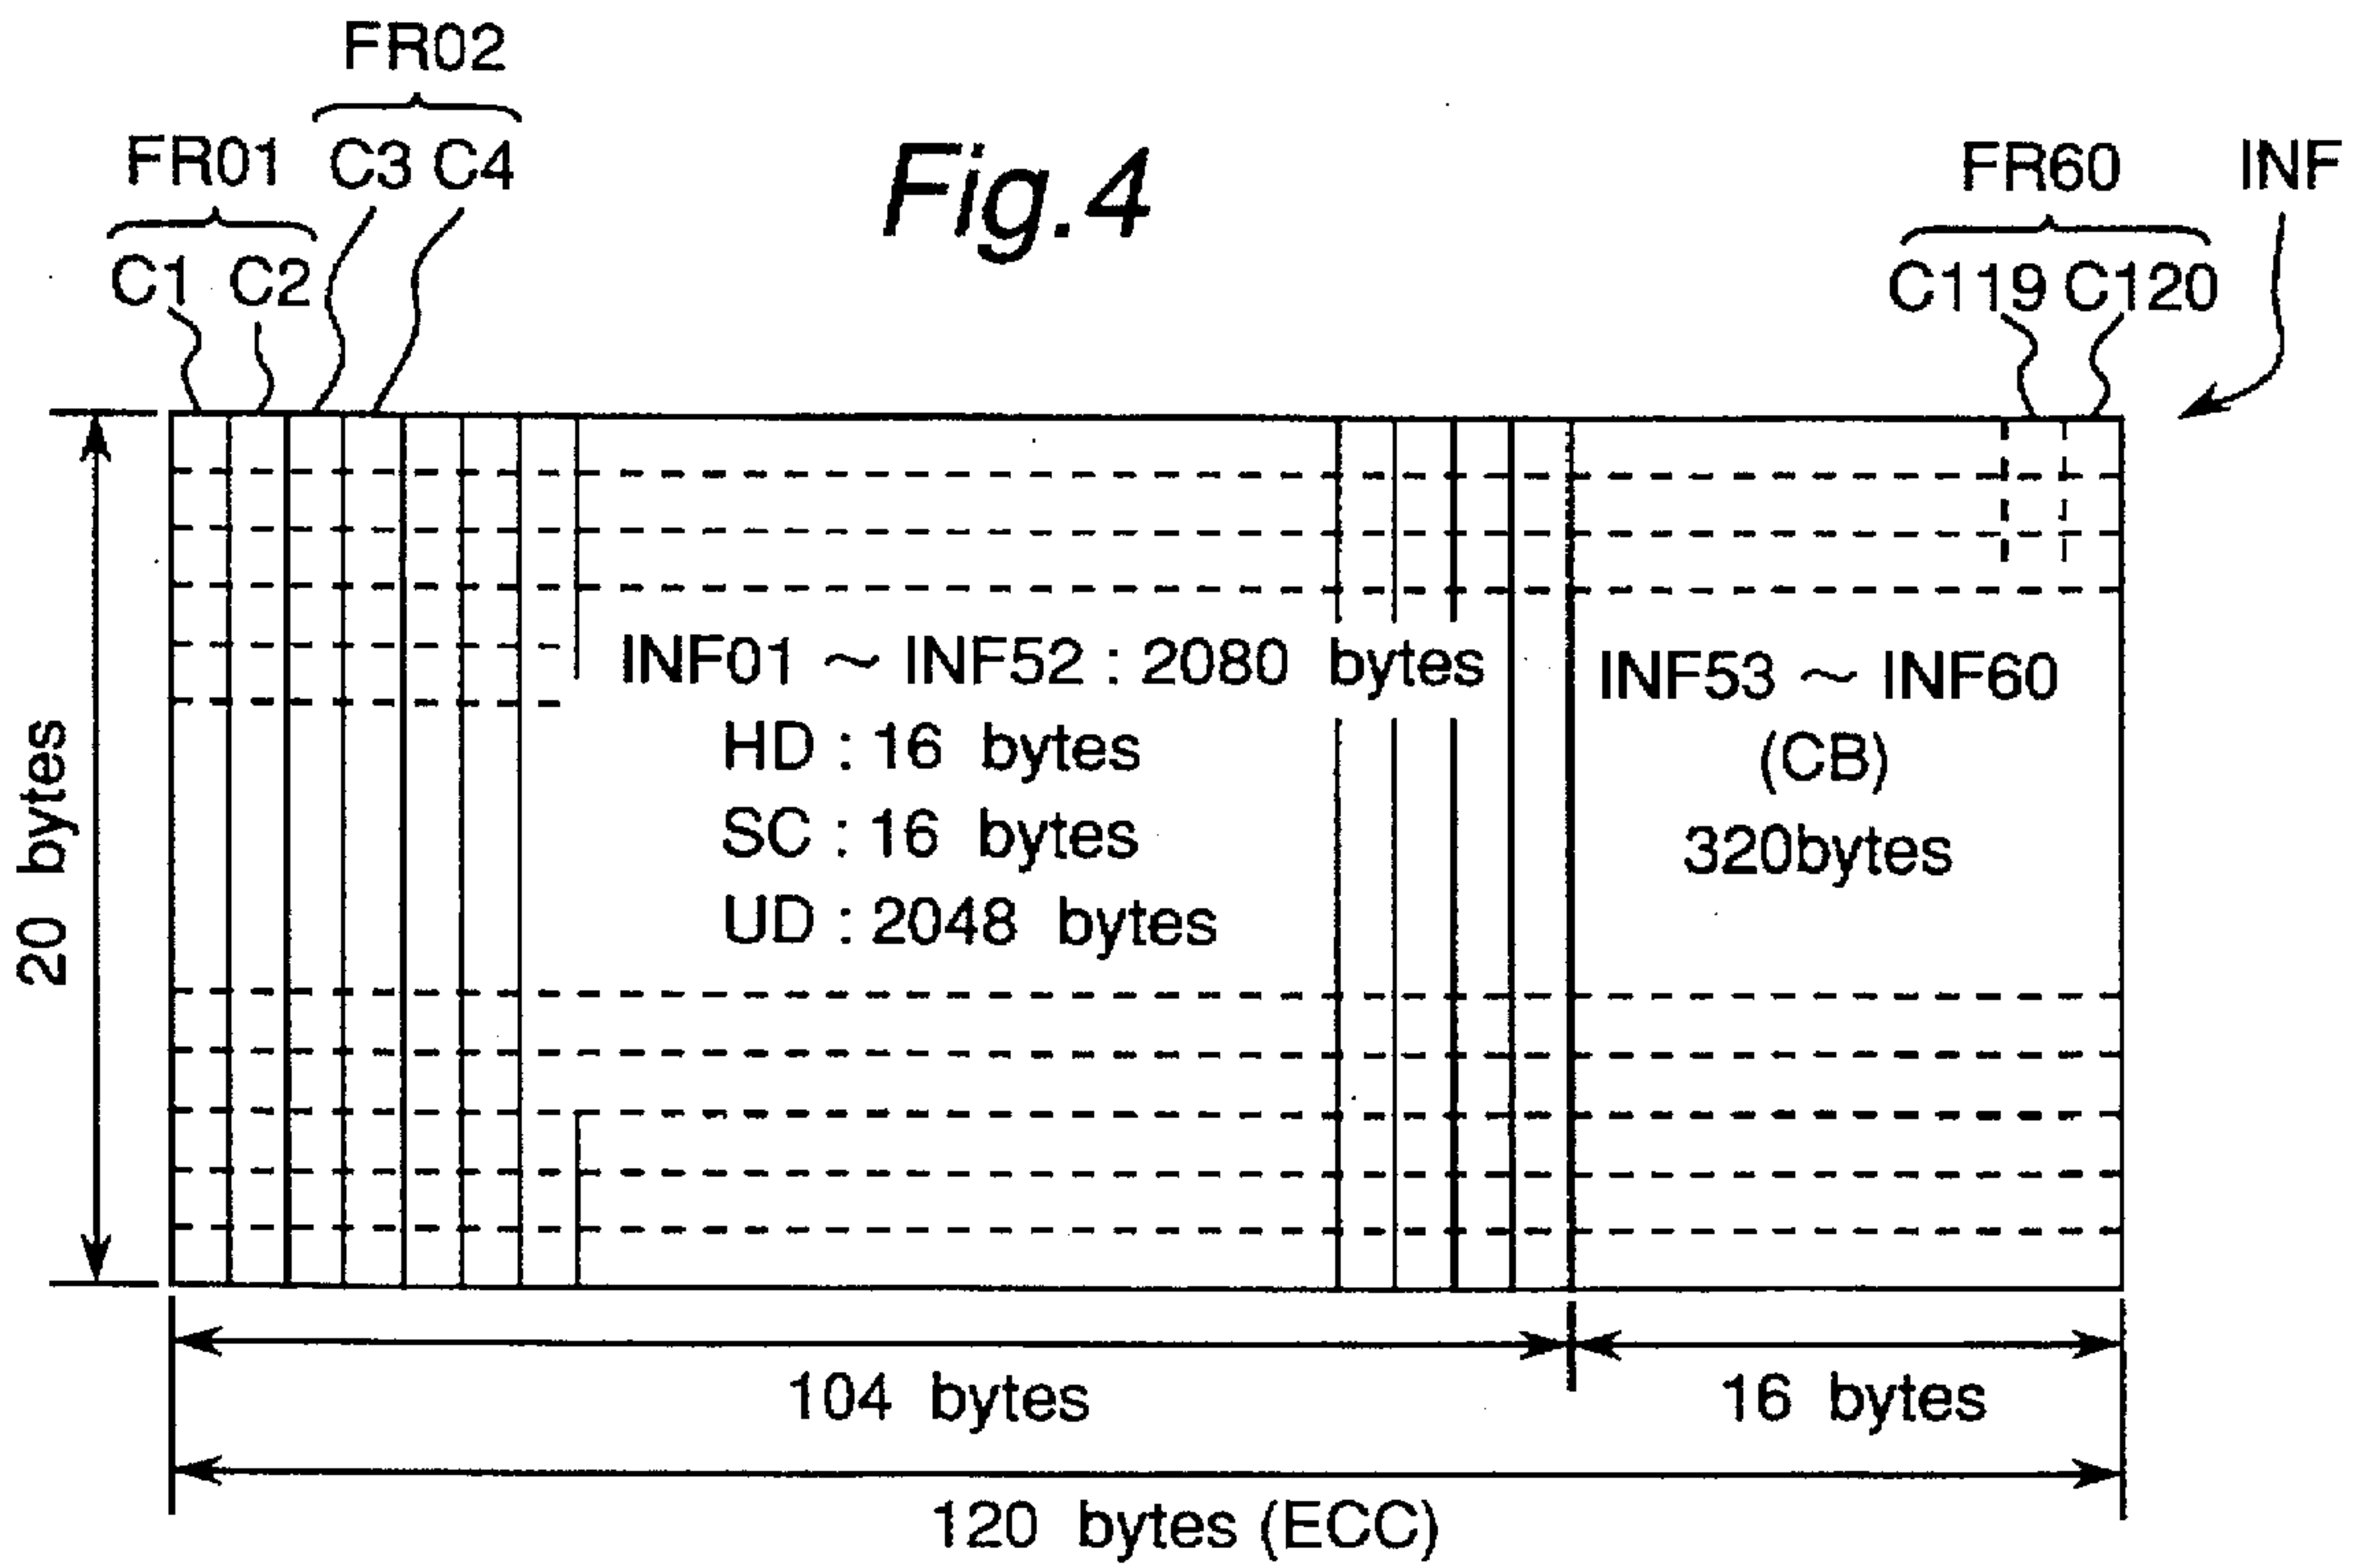 FR02
FR01
C3 C4
Fig.4
FR60
INF
C1 C2
C119 C120
20 bytes
INF01 ~ INF52 : 2080 bytes
HD : 16 bytes
SC : 16 bytes
UD : 2048 bytes
INF53 ~ INF60
(CB)
320bytes
104 bytes
16 bytes
120 bytes (ECC)